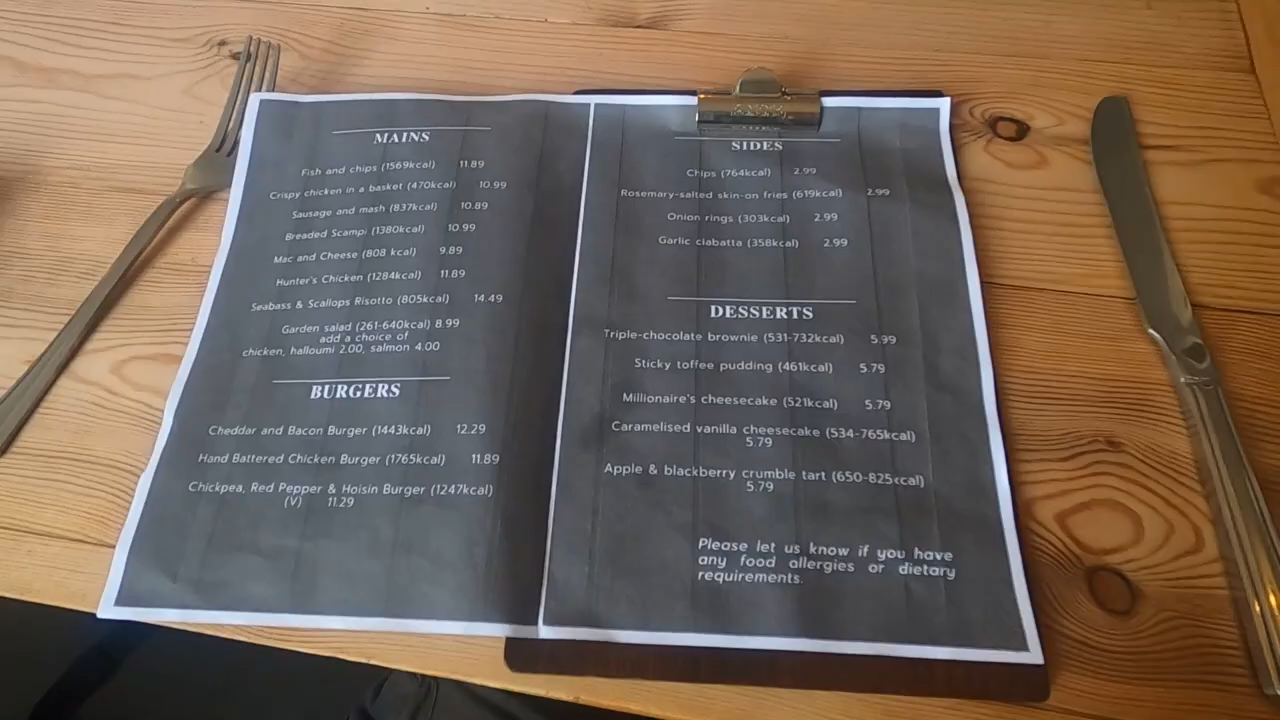 MAINS
Fish and chips (1569kcal) 11.89
Crispy chicken in a basket (470kcal) 10.99
Sausage and mash (837kcal) 10.89
Breaded Scampi (1380kcal) 10.99
Mac and Cheese (808 kcal) 9.89
Hunter's Chicken (1284kcal) 11.89
Seabass & Scallops Risotto (805kcal) 14.49
Garden salad (261-640kcal) 8.99
add a choice of
chicken, halloumi 2.00, salmon 4.00
BURGERS
Cheddar and Bacon Burger (1443kcal) 12.29
Hand Battered Chicken Burger (1765kcal) 11.89
Chickpea, Red Pepper & Hoisin Burger (1247kcal)
(V) 11.29
SIDES
Chips (764kcal) 2.99
Rosemary-salted skin-on fries (619kcal) 2.99
Onion rings (303kcal) 2.99
Garlic ciabatta (358kcal) 2.99
DESSERTS
Triple-chocolate brownie (531-732kcal) 5.99
Sticky toffee pudding (461kcal) 5.79
Millionaire's cheesecake (521kcal) 5.79
Caramelised vanilla cheesecake (534-765kcal)
5.79
Apple & blackberry crumble tart (650-825kcal)
5.79
Please let us know if you have
any food allergies or dietary
requirements.